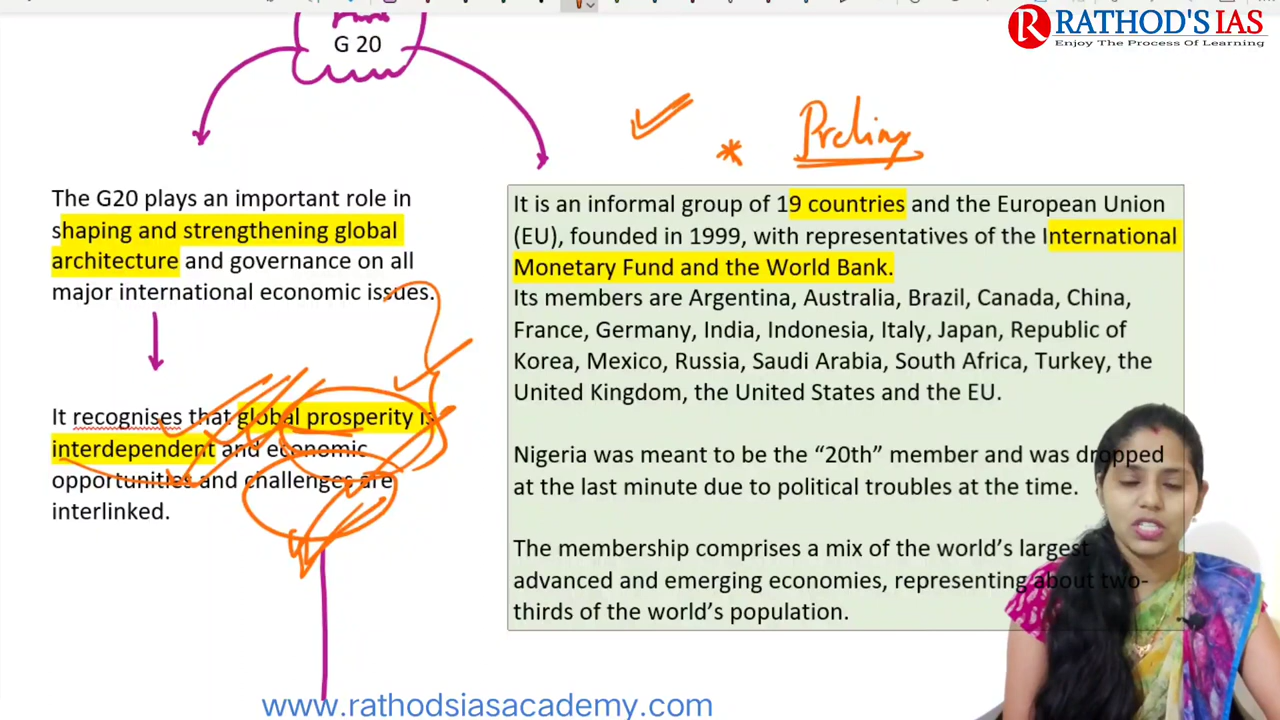 RATHOD'S IAS
Enjoy The Process Of Learning
G 20
Prelims
The G20 plays an important role in
shaping and strengthening global
architecture and governance on all
major international economic issues.
It recognises that global prosperity is
interdependent and economic
opportunities and challenges are
interlinked.
It is an informal group of 19 countries and the European Union
(EU), founded in 1999, with representatives of the International
Monetary Fund and the World Bank.
Its members are Argentina, Australia, Brazil, Canada, China,
France, Germany, India, Indonesia, Italy, Japan, Republic of
Korea, Mexico, Russia, Saudi Arabia, South Africa, Turkey, the
United Kingdom, the United States and the EU.
Nigeria was meant to be the “20th” member and was dropped
at the last minute due to political troubles at the time.
The membership comprises a mix of the world’s largest
advanced and emerging economies, representing about two-
thirds of the world’s population.
www.rathodsiasacademy.com